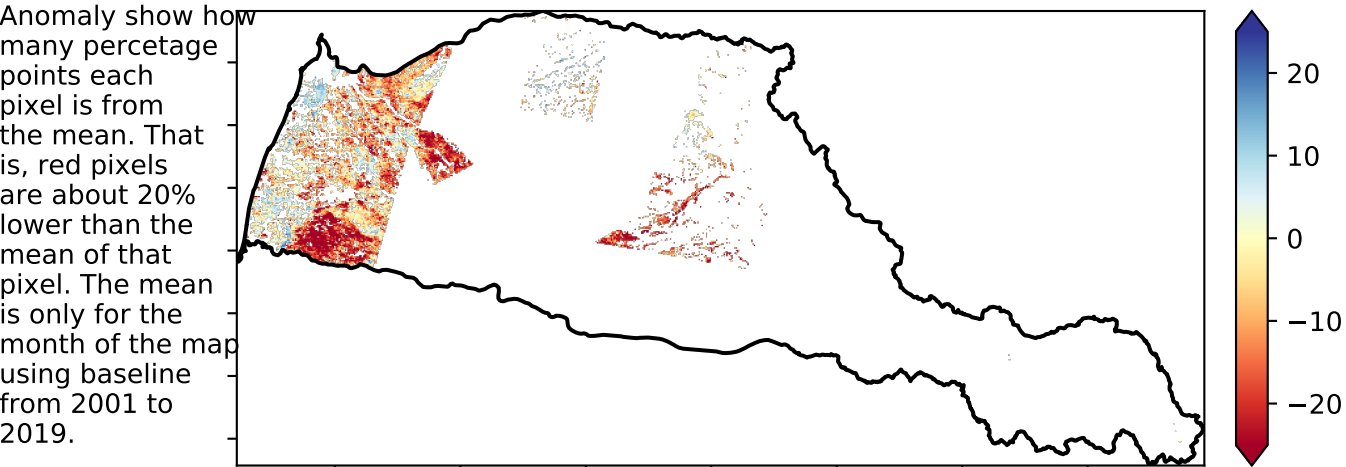 Anomaly show how
many percetage
points each
pixel is from
the mean. That
is, red pixels
are about 20%
lower than the
mean of that
pixel. The mean
is only for the
month of the map
using baseline
from 2001 to
2019.
20
10
0
−10
−20